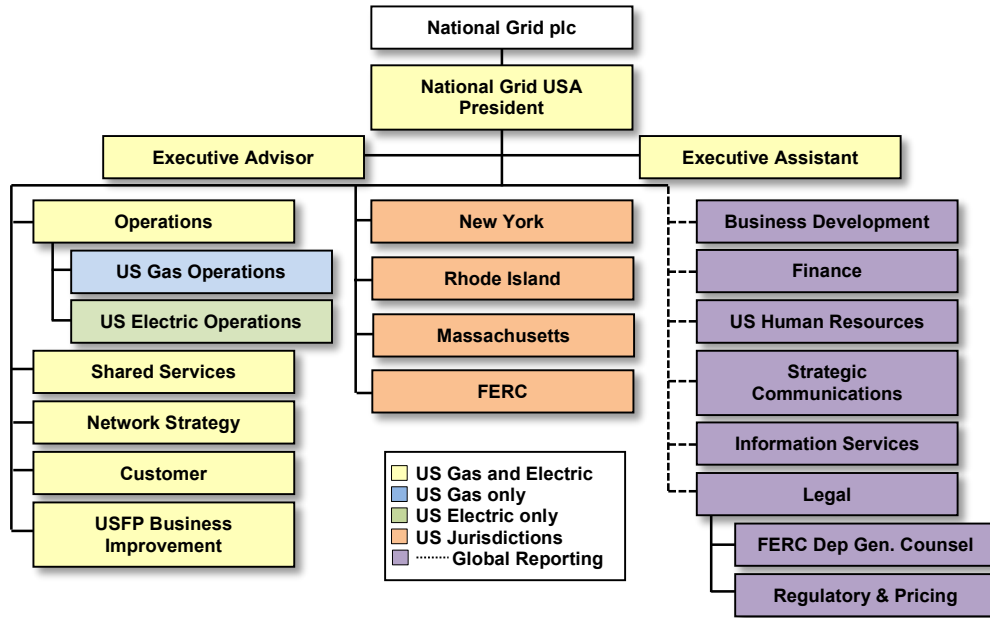 National Grid plc
National Grid USA
President
Executive Advisor
Executive Assistant
Operations
US Gas Operations
US Electric Operations
Shared Services
Network Strategy
Customer
USFP Business
Improvement
New York
Rhode Island
Massachusetts
FERC
Business Development
Finance
US Human Resources
Strategic
Communications
Information Services
Legal
FERC Dep Gen. Counsel
Regulatory & Pricing
US Gas and Electric
US Gas only
US Electric only
US Jurisdictions
Global Reporting